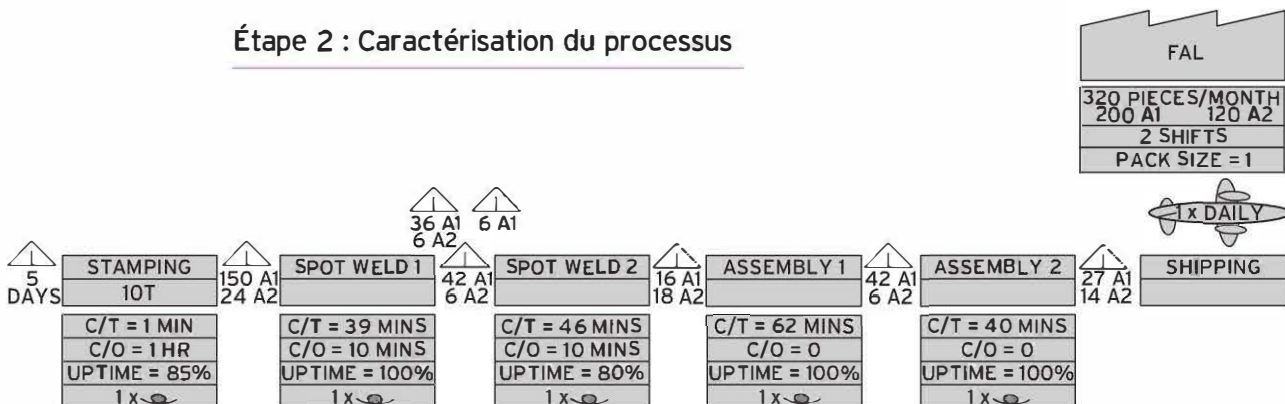 Étape 2 : Caractérisation du processus
FAL
320 PIECES/MONTH
200 A1 120 A2
2 SHIFTS
PACK SIZE = 1
1 x DAILY
36 A1
6 A2
6 A1
5
DAYS
STAMPING
10T
C/T = 1 MIN
C/O = 1 HR
UPTIME = 85%
1 x
150 A1
24 A2
SPOT WELD 1
C/T = 39 MINS
C/O = 10 MINS
UPTIME = 100%
1 x
42 A1
6 A2
SPOT WELD 2
C/T = 46 MINS
C/O = 10 MINS
UPTIME = 80%
1 x
16 A1
18 A2
ASSEMBLY 1
C/T = 62 MINS
C/O = 0
UPTIME = 100%
1 x
42 A1
6 A2
ASSEMBLY 2
C/T = 40 MINS
C/O = 0
UPTIME = 100%
1 x
27 A1
14 A2
SHIPPING